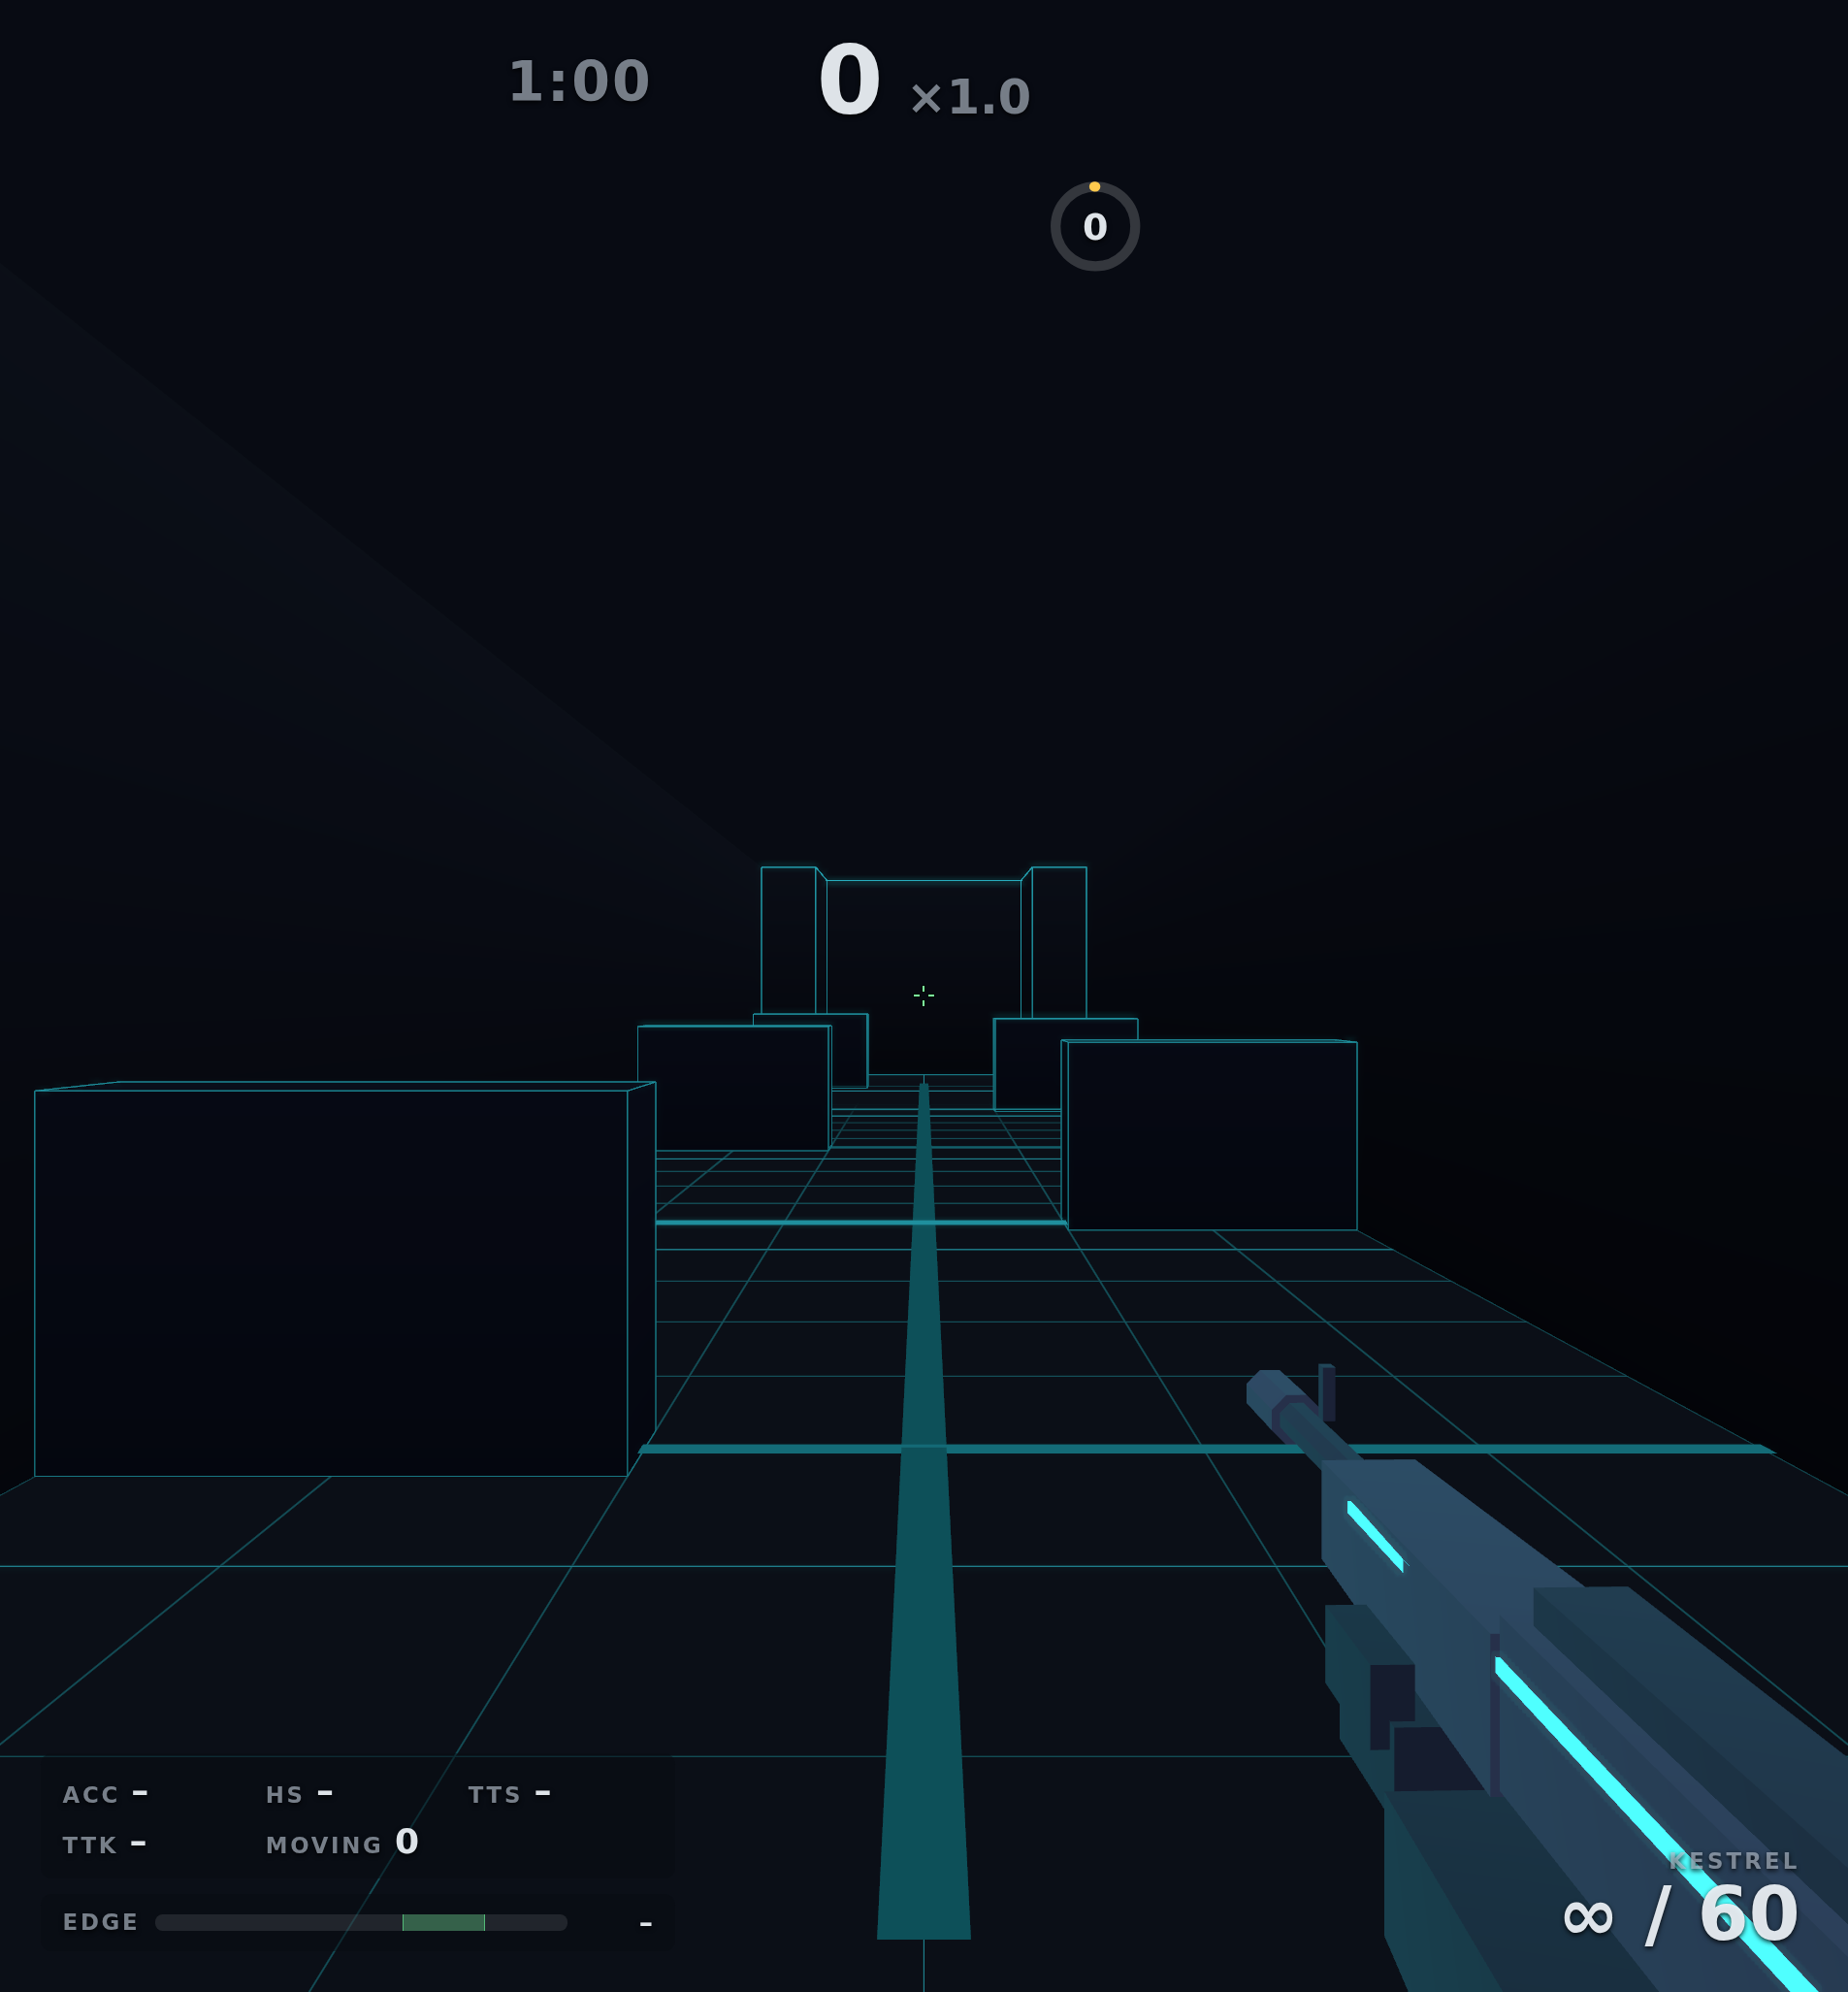 1:00 0 ×1.0
0
ACC – HS – TTS –
TTK – MOVING 0
EDGE –
KESTREL
∞ / 60